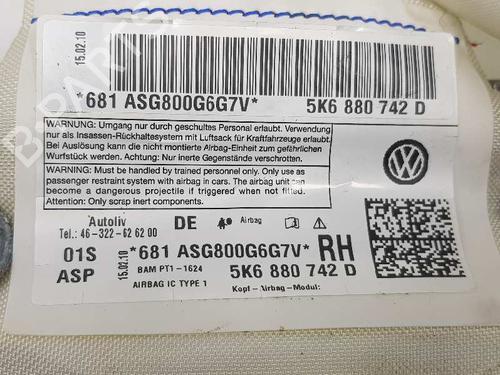 15.02.10
*681 ASG800G6G7V*
5K6 880 742 D
WARNUNG: Umgang nur durch geschultes Personal erlaubt. Verwendung
nur als Insassen-Rückhaltesystem mit Luftsack für Kraftfahrzeuge erlaubt.
Bei Auslösung kann die nicht montierte Airbag-Einheit zum gefährlichen
Wurfstück werden. Achtung: Nur inerte Gegenstände verschrotten.
WARNING: Must be handled by trained personnel only. Only use as
passenger restraint system with airbag in cars. The airbag unit can
become a dangerous projectile if triggered when not fitted.
Attention: Only scrap inert components.
Autoliv
Tel.: 46-322-62 62 00
DE
Airbag
01S
ASP
15.02.10
*681 ASG800G6G7V*
RH
BAM PT1-1624
5K6 880 742 D
AIRBAG IC TYPE 1
Kopf-Airbag-Modul: